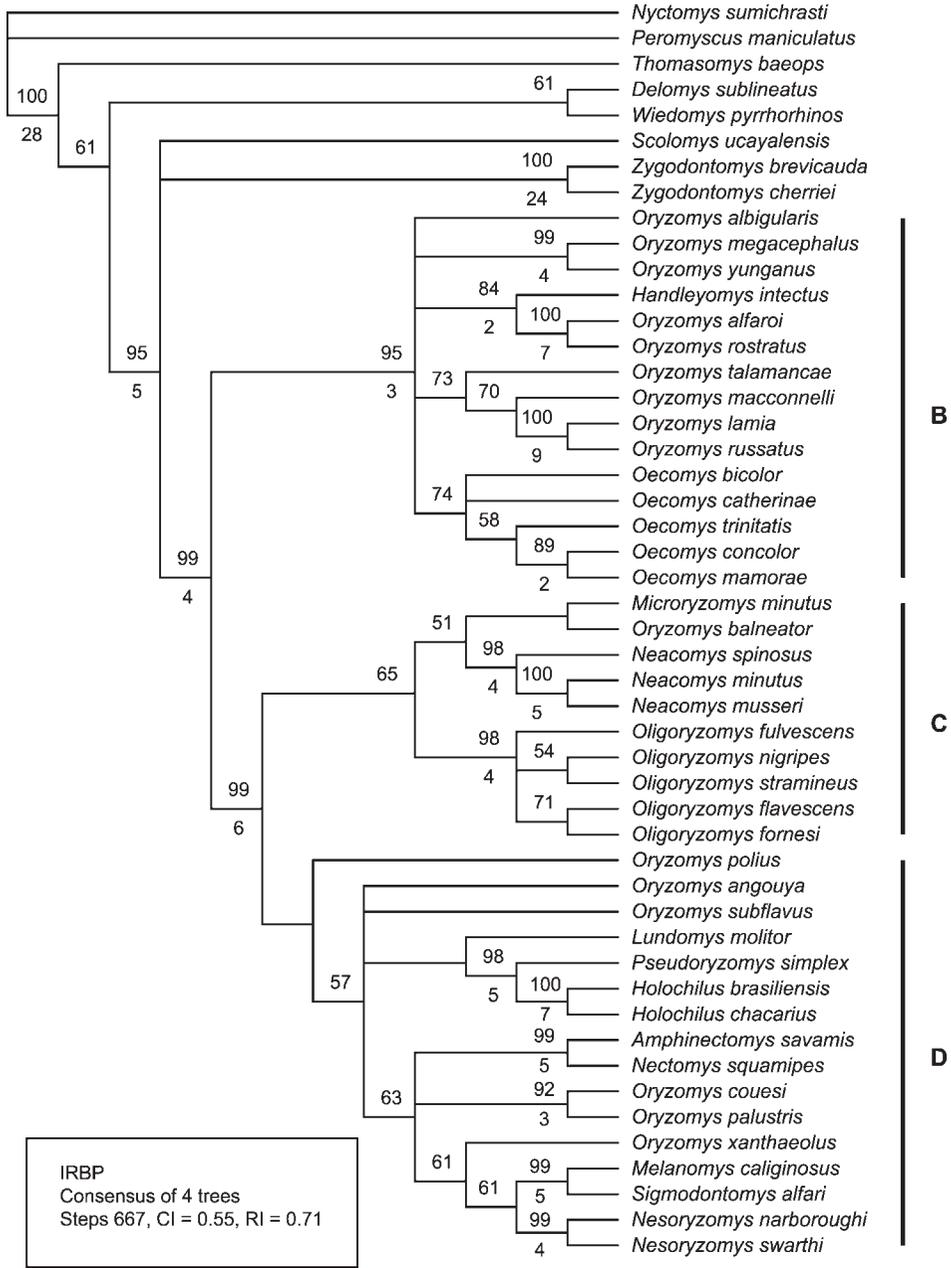 Nyctomys sumichrasti
Peromyscus maniculatus
Thomasomys baeops
61
Delomys sublineatus
100
Wiedomys pyrrhorhinos
28
61
Scolomys ucayalensis
100
Zygodontomys brevicauda
24
Zygodontomys cherriei
Oryzomys albigularis
99
Oryzomys megacephalus
4
Oryzomys yunganus
84
Handleyomys intectus
2
100
Oryzomys alfaroi
7
Oryzomys rostratus
95
5
95
3
73
Oryzomys talamancae
70
Oryzomys macconnelli
100
Oryzomys lamia
9
Oryzomys russatus
B
74
Oecomys bicolor
Oecomys catherinae
58
Oecomys trinitatis
89
Oecomys concolor
2
Oecomys mamorae
99
4
Microryzomys minutus
51
Oryzomys balneator
98
Neacomys spinosus
4
100
Neacomys minutus
5
Neacomys musseri
65
C
98
Oligoryzomys fulvescens
4
54
Oligoryzomys nigripes
Oligoryzomys stramineus
71
Oligoryzomys flavescens
Oligoryzomys fornesi
99
6
Oryzomys polius
Oryzomys angouya
Oryzomys subflavus
Lundomys molitor
98
Pseudoryzomys simplex
5
57
100
Holochilus brasiliensis
7
Holochilus chacarius
99
Amphinectomys savamis
5
Nectomys squamipes
D
63
92
Oryzomys couesi
3
Oryzomys palustris
61
Oryzomys xanthaeolus
99
Melanomys caliginosus
61
5
Sigmodontomys alfari
99
Nesoryzomys narboroughi
4
Nesoryzomys swarthi
IRBP
Consensus of 4 trees
Steps 667, CI = 0.55, RI = 0.71